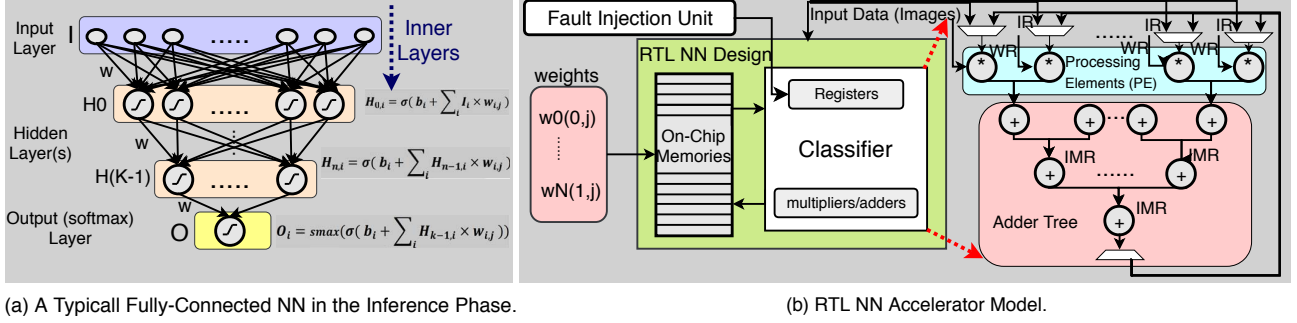 Input
Layer
I
.....
Inner
Layers
w
H0
.....
H0,i = σ( bi + ∑i Ii × wi,j )
Hidden
Layer(s)
w
Hn,i = σ( bi + ∑i Hn−1,i × wi,j )
H(K-1)
.....
w
Output (softmax)
Layer
O
Oi = smax(σ( bi + ∑i Hk−1,i × wi,j ))
(a) A Typicall Fully-Connected NN in the Inference Phase.
Fault Injection Unit
Input Data (Images)
RTL NN Design
weights
w0(0,j)
.....
wN(1,j)
On-Chip
Memories
Registers
Classifier
multipliers/adders
IR IR IR IR
......
WR WR WR WR
* * * *
Processing
Elements (PE)
+ + ... + +
IMR IMR
+ ...... +
IMR
+
Adder Tree
(b) RTL NN Accelerator Model.